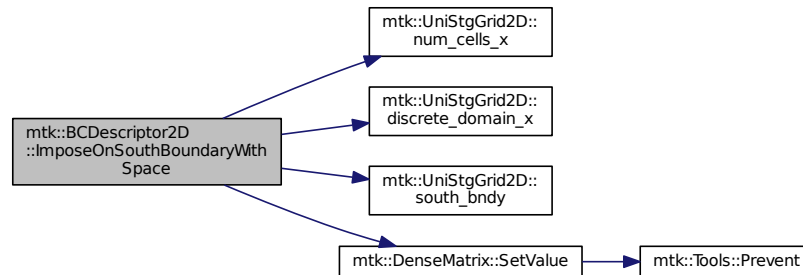 mtk::BCDescriptor2D
::ImposeOnSouthBoundaryWith
Space
mtk::UniStgGrid2D::
num_cells_x
mtk::UniStgGrid2D::
discrete_domain_x
mtk::UniStgGrid2D::
south_bndy
mtk::DenseMatrix::SetValue
mtk::Tools::Prevent